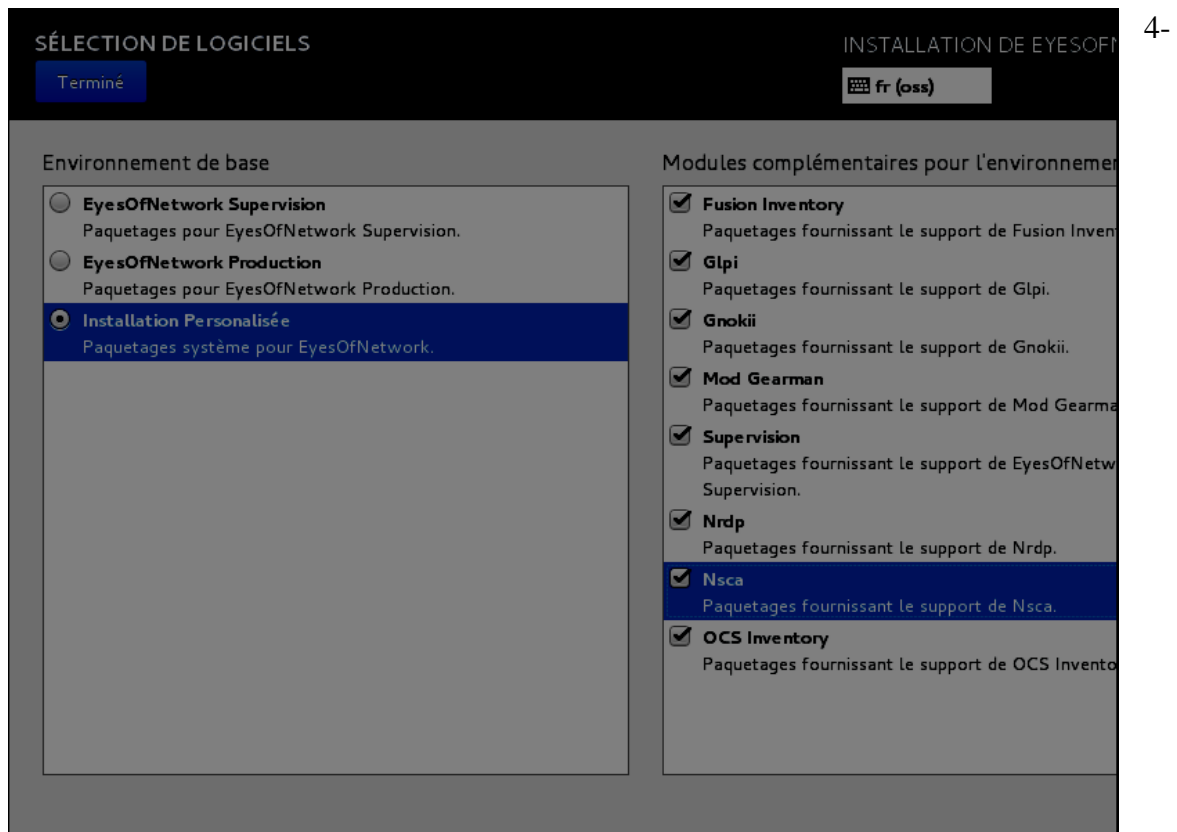 SÉLECTION DE LOGICIELS
INSTALLATION DE EYESOFN
4-
Terminé
fr (oss)
Environnement de base
EyesOfNetwork Supervision
Paquetages pour EyesOfNetwork Supervision.
EyesOfNetwork Production
Paquetages pour EyesOfNetwork Production.
Installation Personalisée
Paquetages système pour EyesOfNetwork.
Modules complémentaires pour l'environnemen
Fusion Inventory
Paquetages fournissant le support de Fusion Inven
Glpi
Paquetages fournissant le support de Glpi.
Gnokii
Paquetages fournissant le support de Gnokii.
Mod Gearman
Paquetages fournissant le support de Mod Gearma
Supervision
Paquetages fournissant le support de EyesOfNetw
Supervision.
Nrdp
Paquetages fournissant le support de Nrdp.
Nsca
Paquetages fournissant le support de Nsca.
OCS Inventory
Paquetages fournissant le support de OCS Invento